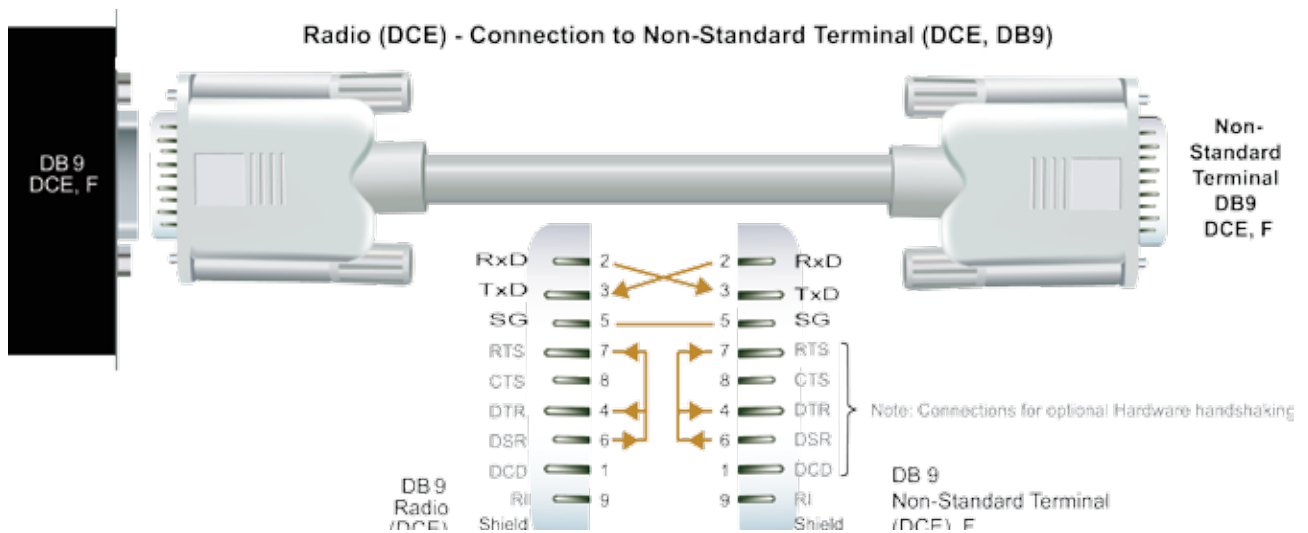 Radio (DCE) - Connection to Non-Standard Terminal (DCE, DB9)
DB 9
DCE, F
Non-
Standard
Terminal
DB9
DCE, F
RxD 2 2 RxD
TxD 3 3 TxD
SG 5 5 SG
RTS 7 7 RTS
CTS 8 8 CTS
DTR 4 4 DTR
Note: Connections for optional Hardware handshaking
DSR 6 6 DSR
DCD 1 1 DCD
RI 9 9 RI
Shield Shield
DB 9
Radio
(DCE)
DB 9
Non-Standard Terminal
(DCE), F